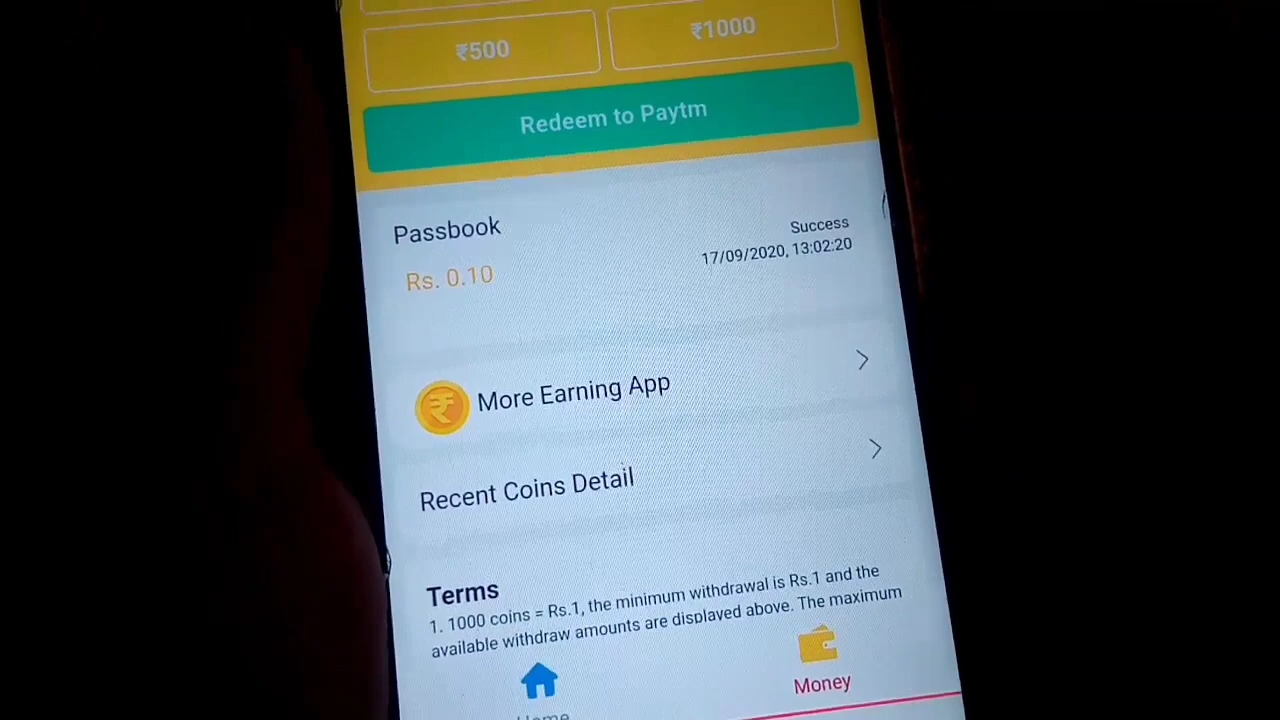 ₹500
₹1000
Redeem to Paytm
Passbook
Success
Rs. 0.10
17/09/2020, 13:02:20
More Earning App
Recent Coins Detail
Terms
1. 1000 coins = Rs.1, the minimum withdrawal is Rs.1 and the
available withdraw amounts are displayed above. The maximum
Home
Money